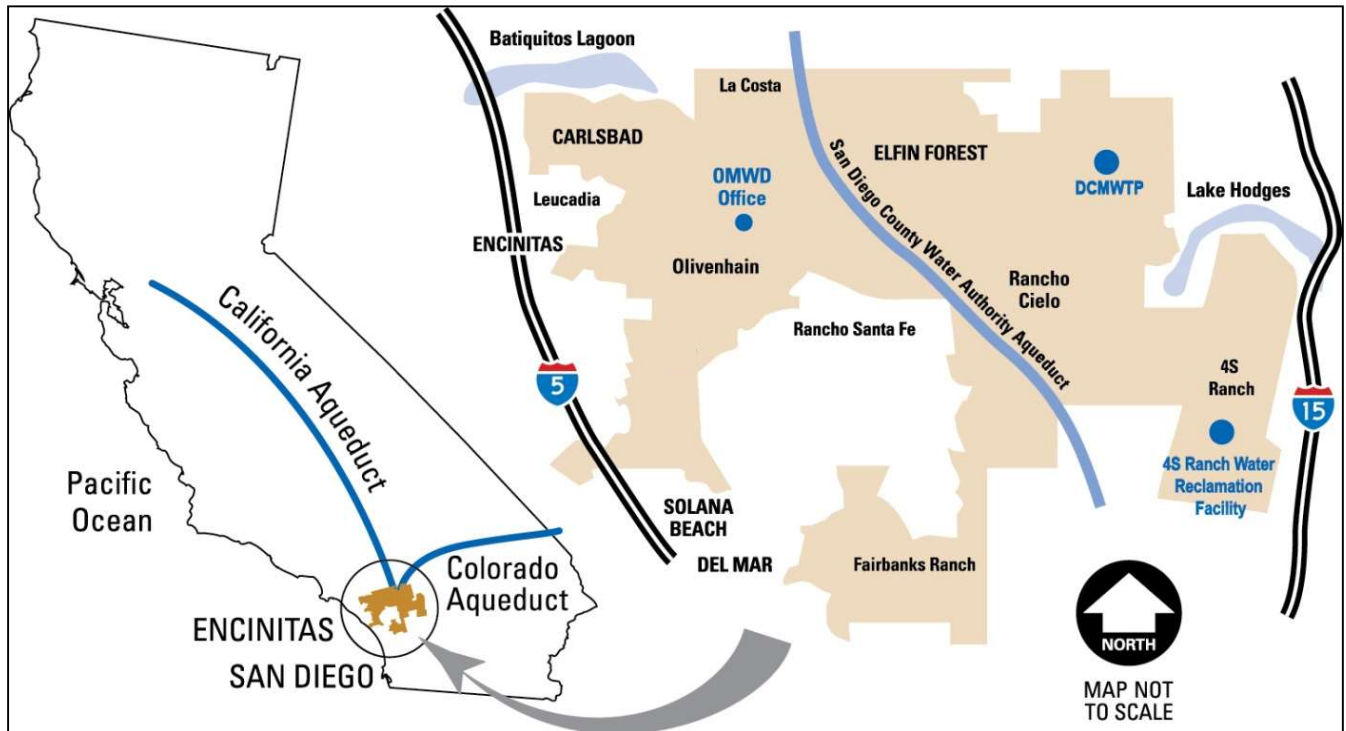 Batiquitos Lagoon
La Costa
CARLSBAD
ELFIN FOREST
OMWD
Office
DCMWTP
Lake Hodges
Leucadia
ENCINITAS
Olivenhain
San Diego County Water Authority Aqueduct
Rancho
Cielo
Rancho Santa Fe
4S
Ranch
5
15
4S Ranch Water
Reclamation
Facility
SOLANA
BEACH
DEL MAR
Fairbanks Ranch
California Aqueduct
Pacific
Ocean
Colorado
Aqueduct
ENCINITAS
SAN DIEGO
NORTH
MAP NOT
TO SCALE